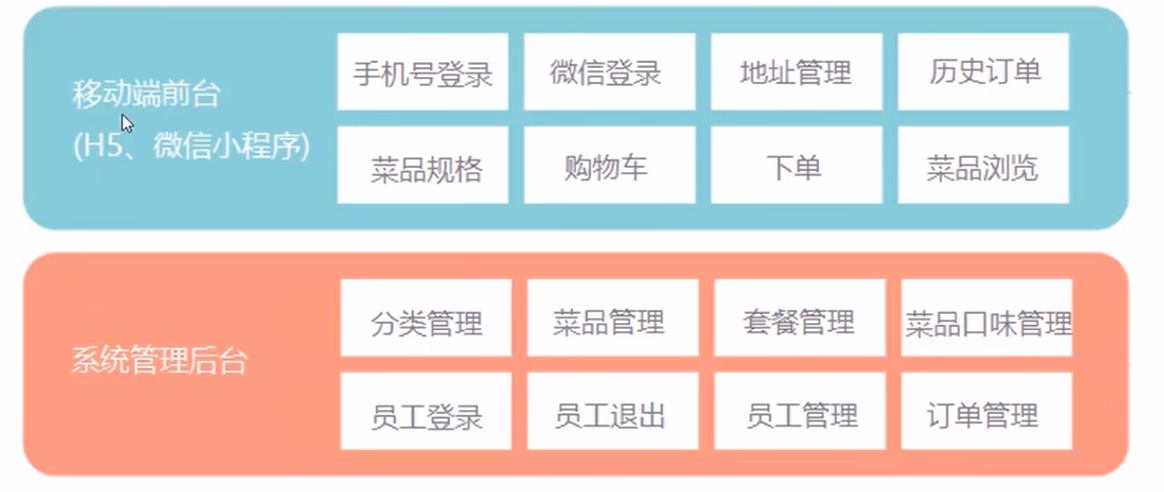 移动端前台
(H5、微信小程序)
手机号登录 微信登录 地址管理 历史订单
菜品规格 购物车 下单 菜品浏览
系统管理后台
分类管理 菜品管理 套餐管理 菜品口味管理
员工登录 员工退出 员工管理 订单管理